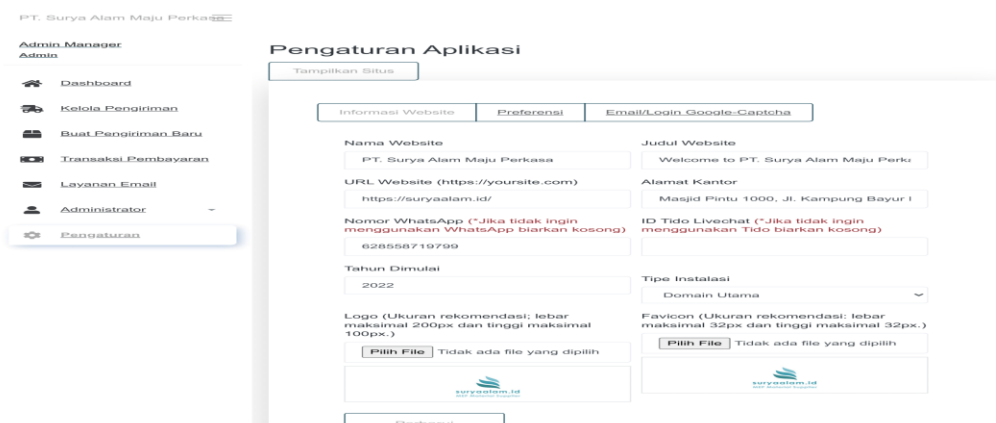 PT. Surya Alam Maju Perkasa
Admin Manager
Admin
Dashboard
Kelola Pengiriman
Buat Pengiriman Baru
Transaksi Pembayaran
Layanan Email
Administrator
Pengaturan
Pengaturan Aplikasi
Tampilkan Situs
Informasi Website
Preferensi
Email/Login Google-Captcha
Nama Website
PT. Surya Alam Maju Perkasa
Judul Website
Welcome to PT. Surya Alam Maju Perk
URL Website (https://yoursite.com)
https://suryaalam.id/
Alamat Kantor
Masjid Pintu 1000, Jl. Kampung Bayur
Nomor WhatsApp (*Jika tidak ingin
menggunakan WhatsApp biarkan kosong)
628558719799
ID Tido Livechat (*Jika tidak ingin
menggunakan Tido biarkan kosong)
Tahun Dimulai
2022
Tipe Instalasi
Domain Utama
Logo (Ukuran rekomendasi; lebar
maksimal 200px dan tinggi maksimal
100px.)
Pilih File Tidak ada file yang dipilih
suryaalam.id
Favicon (Ukuran rekomendasi: lebar
maksimal 32px dan tinggi maksimal 32px.)
Pilih File Tidak ada file yang dipilih
suryaalam.id